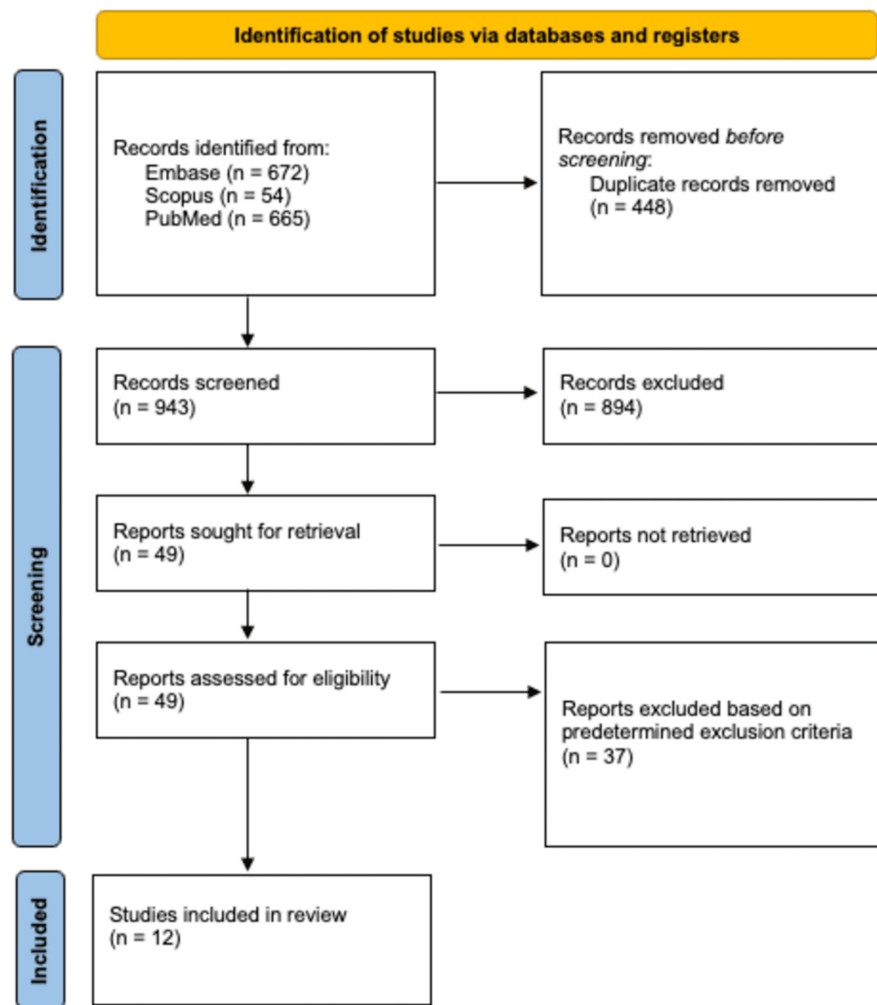 Identification of studies via databases and registers
Identification
Records identified from:
Embase (n = 672)
Scopus (n = 54)
PubMed (n = 665)
Records removed before
screening:
Duplicate records removed
(n = 448)
Screening
Records screened
(n = 943)
Records excluded
(n = 894)
Reports sought for retrieval
(n = 49)
Reports not retrieved
(n = 0)
Reports assessed for eligibility
(n = 49)
Reports excluded based on
predetermined exclusion criteria
(n = 37)
Included
Studies included in review
(n = 12)